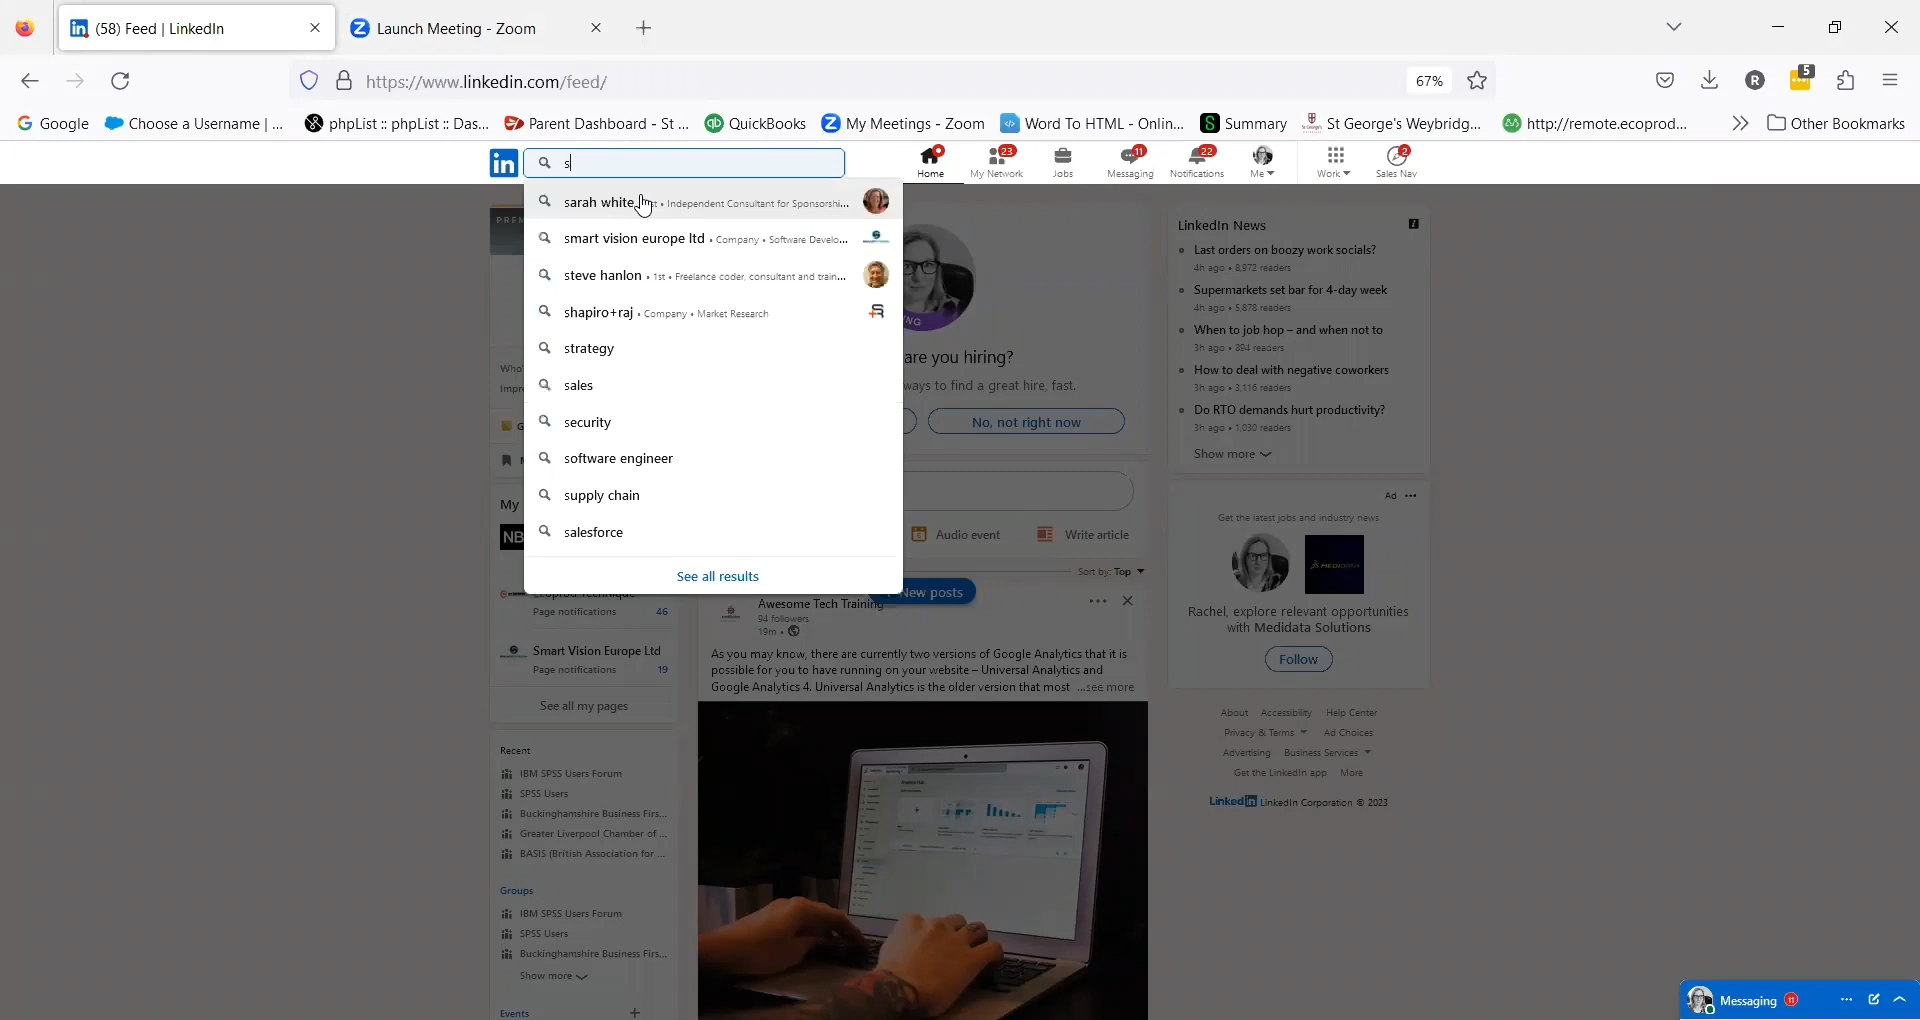 (58) Feed | LinkedIn
Launch Meeting - Zoom
https://www.linkedin.com/feed/
67%
R
5
Google
Choose a Username | ...
phpList :: phpList :: Das...
Parent Dashboard - St ...
QuickBooks
My Meetings - Zoom
Word To HTML - Onlin...
Summary
St George's Weybridg...
http://remote.ecoprod...
Other Bookmarks
in
s
Home
23
My Network
Jobs
11
Messaging
22
Notifications
Me
Work
2
Sales Nav
sarah white
• Independent Consultant for Sponsorshi...
smart vision europe ltd • Company • Software Develo...
steve hanlon • 1st • Freelance coder, consultant and train...
shapiro+raj • Company • Market Research
strategy
sales
security
software engineer
supply chain
salesforce
See all results
PREM
Who'
Impre
My
NB
are you hiring?
ways to find a great hire, fast.
No, not right now
Audio event
Write article
Sort by: Top
New posts
Page notifications 46
Smart Vision Europe Ltd
Page notifications 19
See all my pages
Recent
IBM SPSS Users Forum
SPSS Users
Buckinghamshire Business Firs...
Greater Liverpool Chamber of ...
BASIS (British Association for ...
Groups
IBM SPSS Users Forum
SPSS Users
Buckinghamshire Business Firs...
Show more
Events +
Awesome Tech Training
94 followers
19m •
As you may know, there are currently two versions of Google Analytics that it is
possible for you to have running on your website – Universal Analytics and
Google Analytics 4. Universal Analytics is the older version that most ...see more
LinkedIn News
Last orders on boozy work socials?
4h ago • 8,972 readers
Supermarkets set bar for 4-day week
4h ago • 5,878 readers
When to job hop – and when not to
3h ago • 894 readers
How to deal with negative coworkers
3h ago • 3,116 readers
Do RTO demands hurt productivity?
3h ago • 1,030 readers
Show more
Ad
Get the latest jobs and industry news
MEDIDATA
Rachel, explore relevant opportunities
with Medidata Solutions
Follow
About Accessibility Help Center
Privacy & Terms Ad Choices
Advertising Business Services
Get the LinkedIn app More
LinkedIn LinkedIn Corporation © 2023
Messaging 11